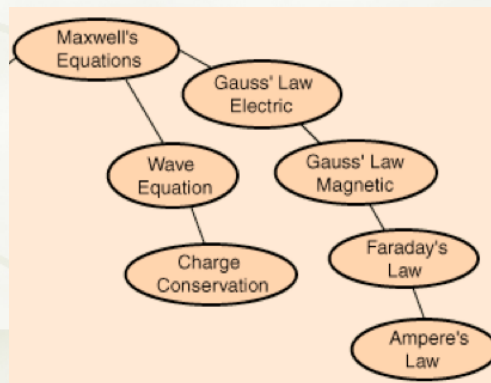 Maxwell's
Equations
Gauss' Law
Electric
Wave
Equation
Gauss' Law
Magnetic
Charge
Conservation
Faraday's
Law
Ampere's
Law